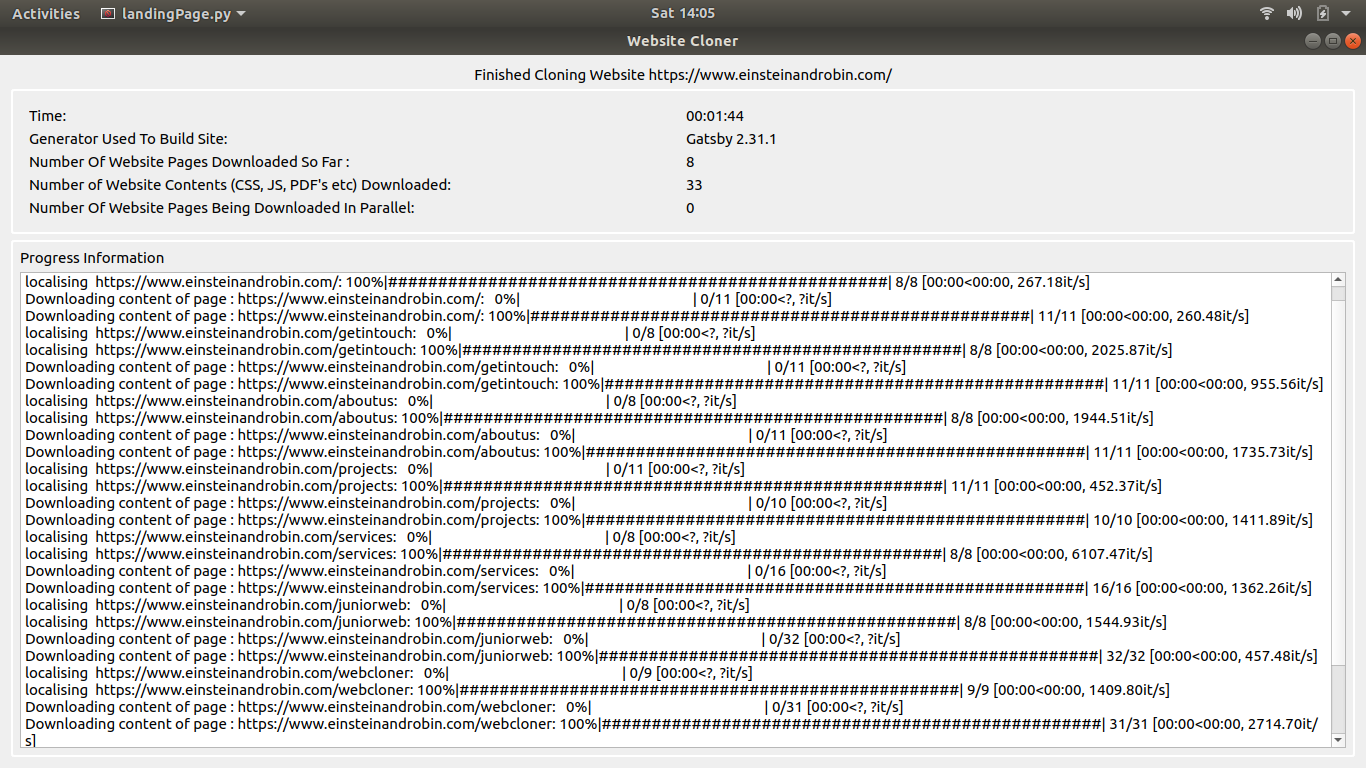 Activities landingPage.py Sat 14:05
Website Cloner
Finished Cloning Website https://www.einsteinandrobin.com/
Time: 00:01:44
Generator Used To Build Site: Gatsby 2.31.1
Number Of Website Pages Downloaded So Far : 8
Number of Website Contents (CSS, JS, PDF's etc) Downloaded: 33
Number Of Website Pages Being Downloaded In Parallel: 0
Progress Information
localising https://www.einsteinandrobin.com/: 100%|##################################################| 8/8 [00:00<00:00, 267.18it/s]
Downloading content of page : https://www.einsteinandrobin.com/: 0%| | 0/11 [00:00<?, ?it/s]
Downloading content of page : https://www.einsteinandrobin.com/: 100%|##################################################| 11/11 [00:00<00:00, 260.48it/s]
localising https://www.einsteinandrobin.com/getintouch: 0%| | 0/8 [00:00<?, ?it/s]
localising https://www.einsteinandrobin.com/getintouch: 100%|##################################################| 8/8 [00:00<00:00, 2025.87it/s]
Downloading content of page : https://www.einsteinandrobin.com/getintouch: 0%| | 0/11 [00:00<?, ?it/s]
Downloading content of page : https://www.einsteinandrobin.com/getintouch: 100%|##################################################| 11/11 [00:00<00:00, 955.56it/s]
localising https://www.einsteinandrobin.com/aboutus: 0%| | 0/8 [00:00<?, ?it/s]
localising https://www.einsteinandrobin.com/aboutus: 100%|##################################################| 8/8 [00:00<00:00, 1944.51it/s]
Downloading content of page : https://www.einsteinandrobin.com/aboutus: 0%| | 0/11 [00:00<?, ?it/s]
Downloading content of page : https://www.einsteinandrobin.com/aboutus: 100%|##################################################| 11/11 [00:00<00:00, 1735.73it/s]
localising https://www.einsteinandrobin.com/projects: 0%| | 0/11 [00:00<?, ?it/s]
localising https://www.einsteinandrobin.com/projects: 100%|##################################################| 11/11 [00:00<00:00, 452.37it/s]
Downloading content of page : https://www.einsteinandrobin.com/projects: 0%| | 0/10 [00:00<?, ?it/s]
Downloading content of page : https://www.einsteinandrobin.com/projects: 100%|##################################################| 10/10 [00:00<00:00, 1411.89it/s]
localising https://www.einsteinandrobin.com/services: 0%| | 0/8 [00:00<?, ?it/s]
localising https://www.einsteinandrobin.com/services: 100%|##################################################| 8/8 [00:00<00:00, 6107.47it/s]
Downloading content of page : https://www.einsteinandrobin.com/services: 0%| | 0/16 [00:00<?, ?it/s]
Downloading content of page : https://www.einsteinandrobin.com/services: 100%|##################################################| 16/16 [00:00<00:00, 1362.26it/s]
localising https://www.einsteinandrobin.com/juniorweb: 0%| | 0/8 [00:00<?, ?it/s]
localising https://www.einsteinandrobin.com/juniorweb: 100%|##################################################| 8/8 [00:00<00:00, 1544.93it/s]
Downloading content of page : https://www.einsteinandrobin.com/juniorweb: 0%| | 0/32 [00:00<?, ?it/s]
Downloading content of page : https://www.einsteinandrobin.com/juniorweb: 100%|##################################################| 32/32 [00:00<00:00, 457.48it/s]
localising https://www.einsteinandrobin.com/webcloner: 0%| | 0/9 [00:00<?, ?it/s]
localising https://www.einsteinandrobin.com/webcloner: 100%|##################################################| 9/9 [00:00<00:00, 1409.80it/s]
Downloading content of page : https://www.einsteinandrobin.com/webcloner: 0%| | 0/31 [00:00<?, ?it/s]
Downloading content of page : https://www.einsteinandrobin.com/webcloner: 100%|##################################################| 31/31 [00:00<00:00, 2714.70it/
s]